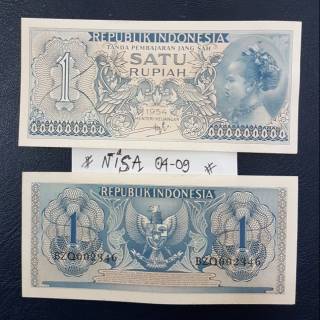 REPUBLIK INDONESIA
TANDA PEMBAJARAN JANG SAH
1
SATU
RUPIAH
1954
MENTERI KEUANGAN
* NISA 04-09 *
REPUBLIK INDONESIA
1 1
BZQ002346 BZQ002346